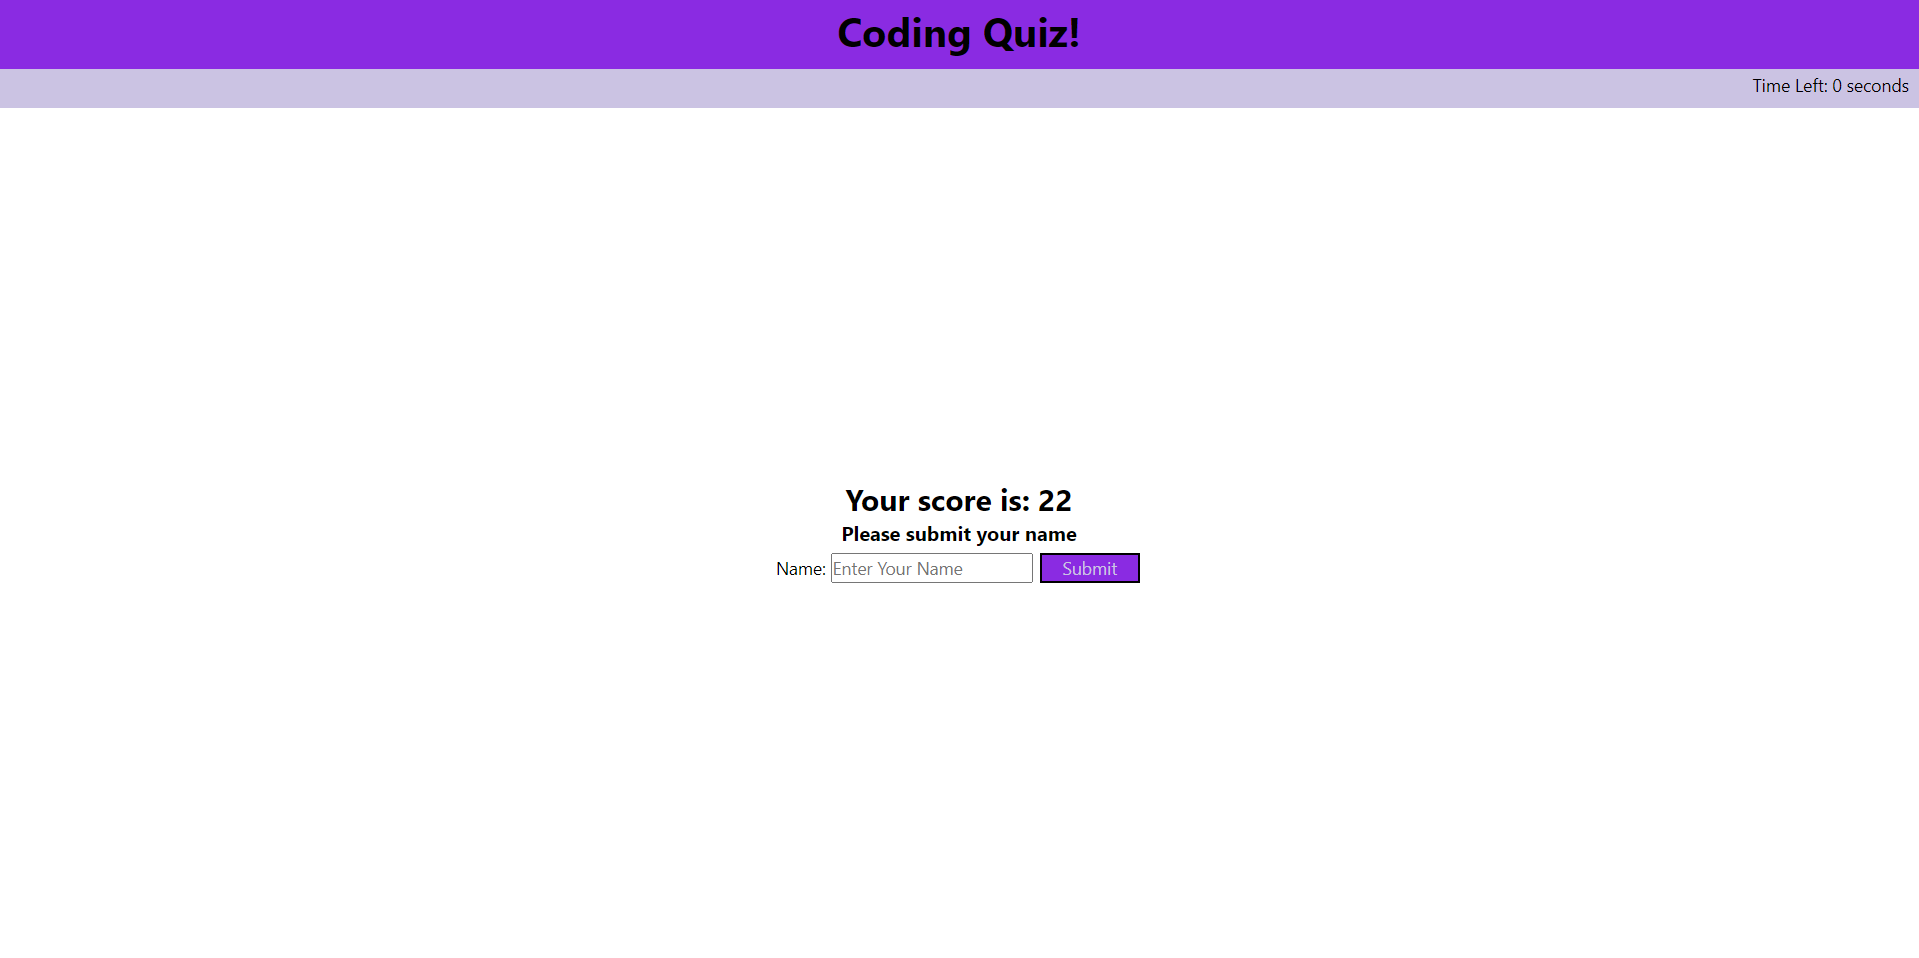 Coding Quiz!
Time Left: 0 seconds
Your score is: 22
Please submit your name
Name: Enter Your Name Submit